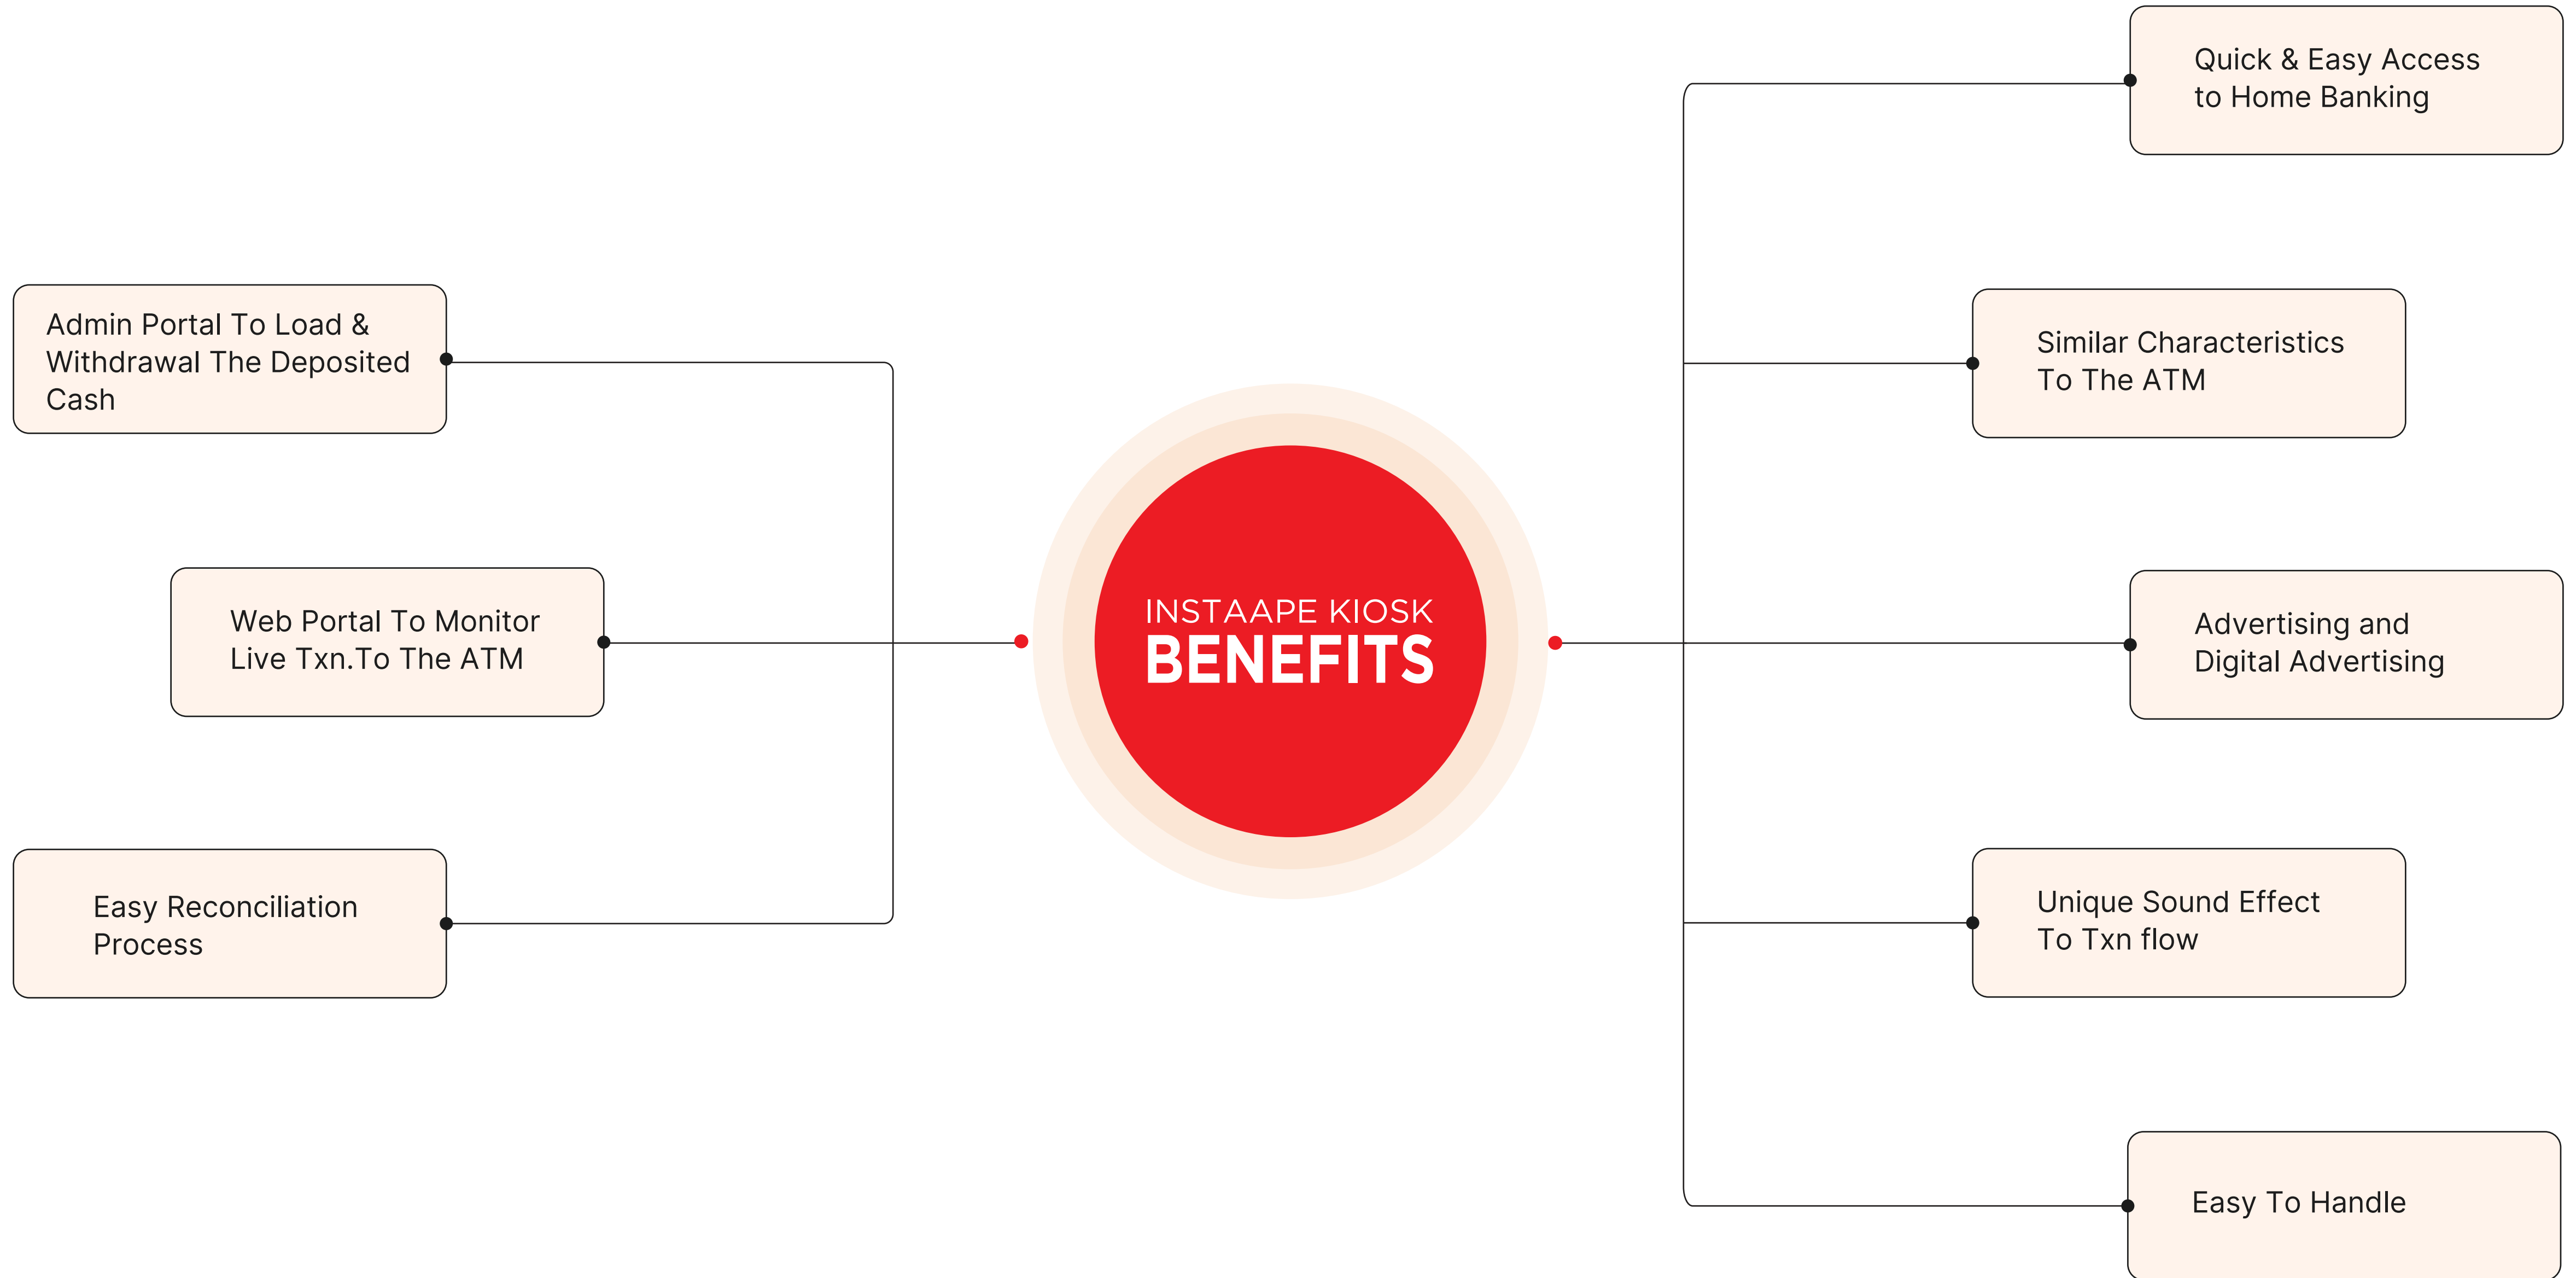 Quick & Easy Access
to Home Banking
Admin Portal To Load &
Withdrawal The Deposited
Cash
Similar Characteristics
To The ATM
Web Portal To Monitor
Live Txn.To The ATM
INSTAAPE KIOSK
BENEFITS
Advertising and
Digital Advertising
Easy Reconciliation
Process
Unique Sound Effect
To Txn flow
Easy To Handle